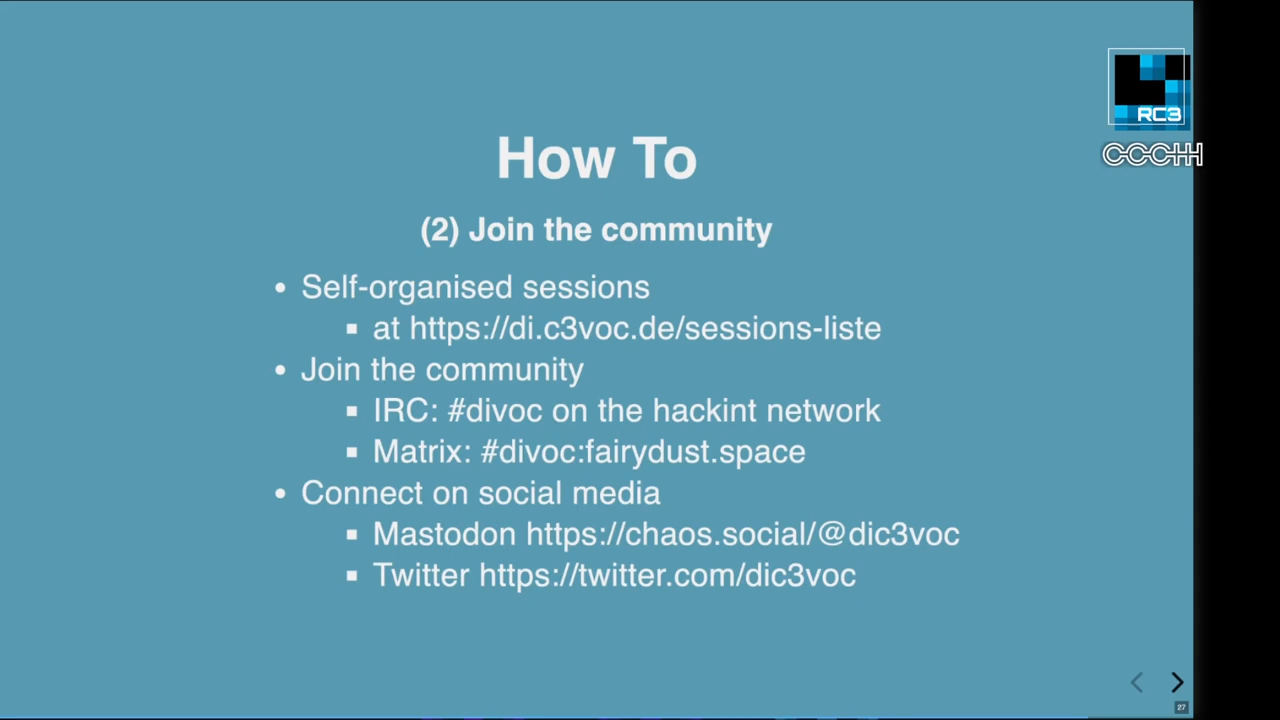 How To
(2) Join the community
• Self-organised sessions
▪ at https://di.c3voc.de/sessions-liste
• Join the community
▪ IRC: #divoc on the hackint network
▪ Matrix: #divoc:fairydust.space
• Connect on social media
▪ Mastodon https://chaos.social/@dic3voc
▪ Twitter https://twitter.com/dic3voc
RC3
CCCHH
27